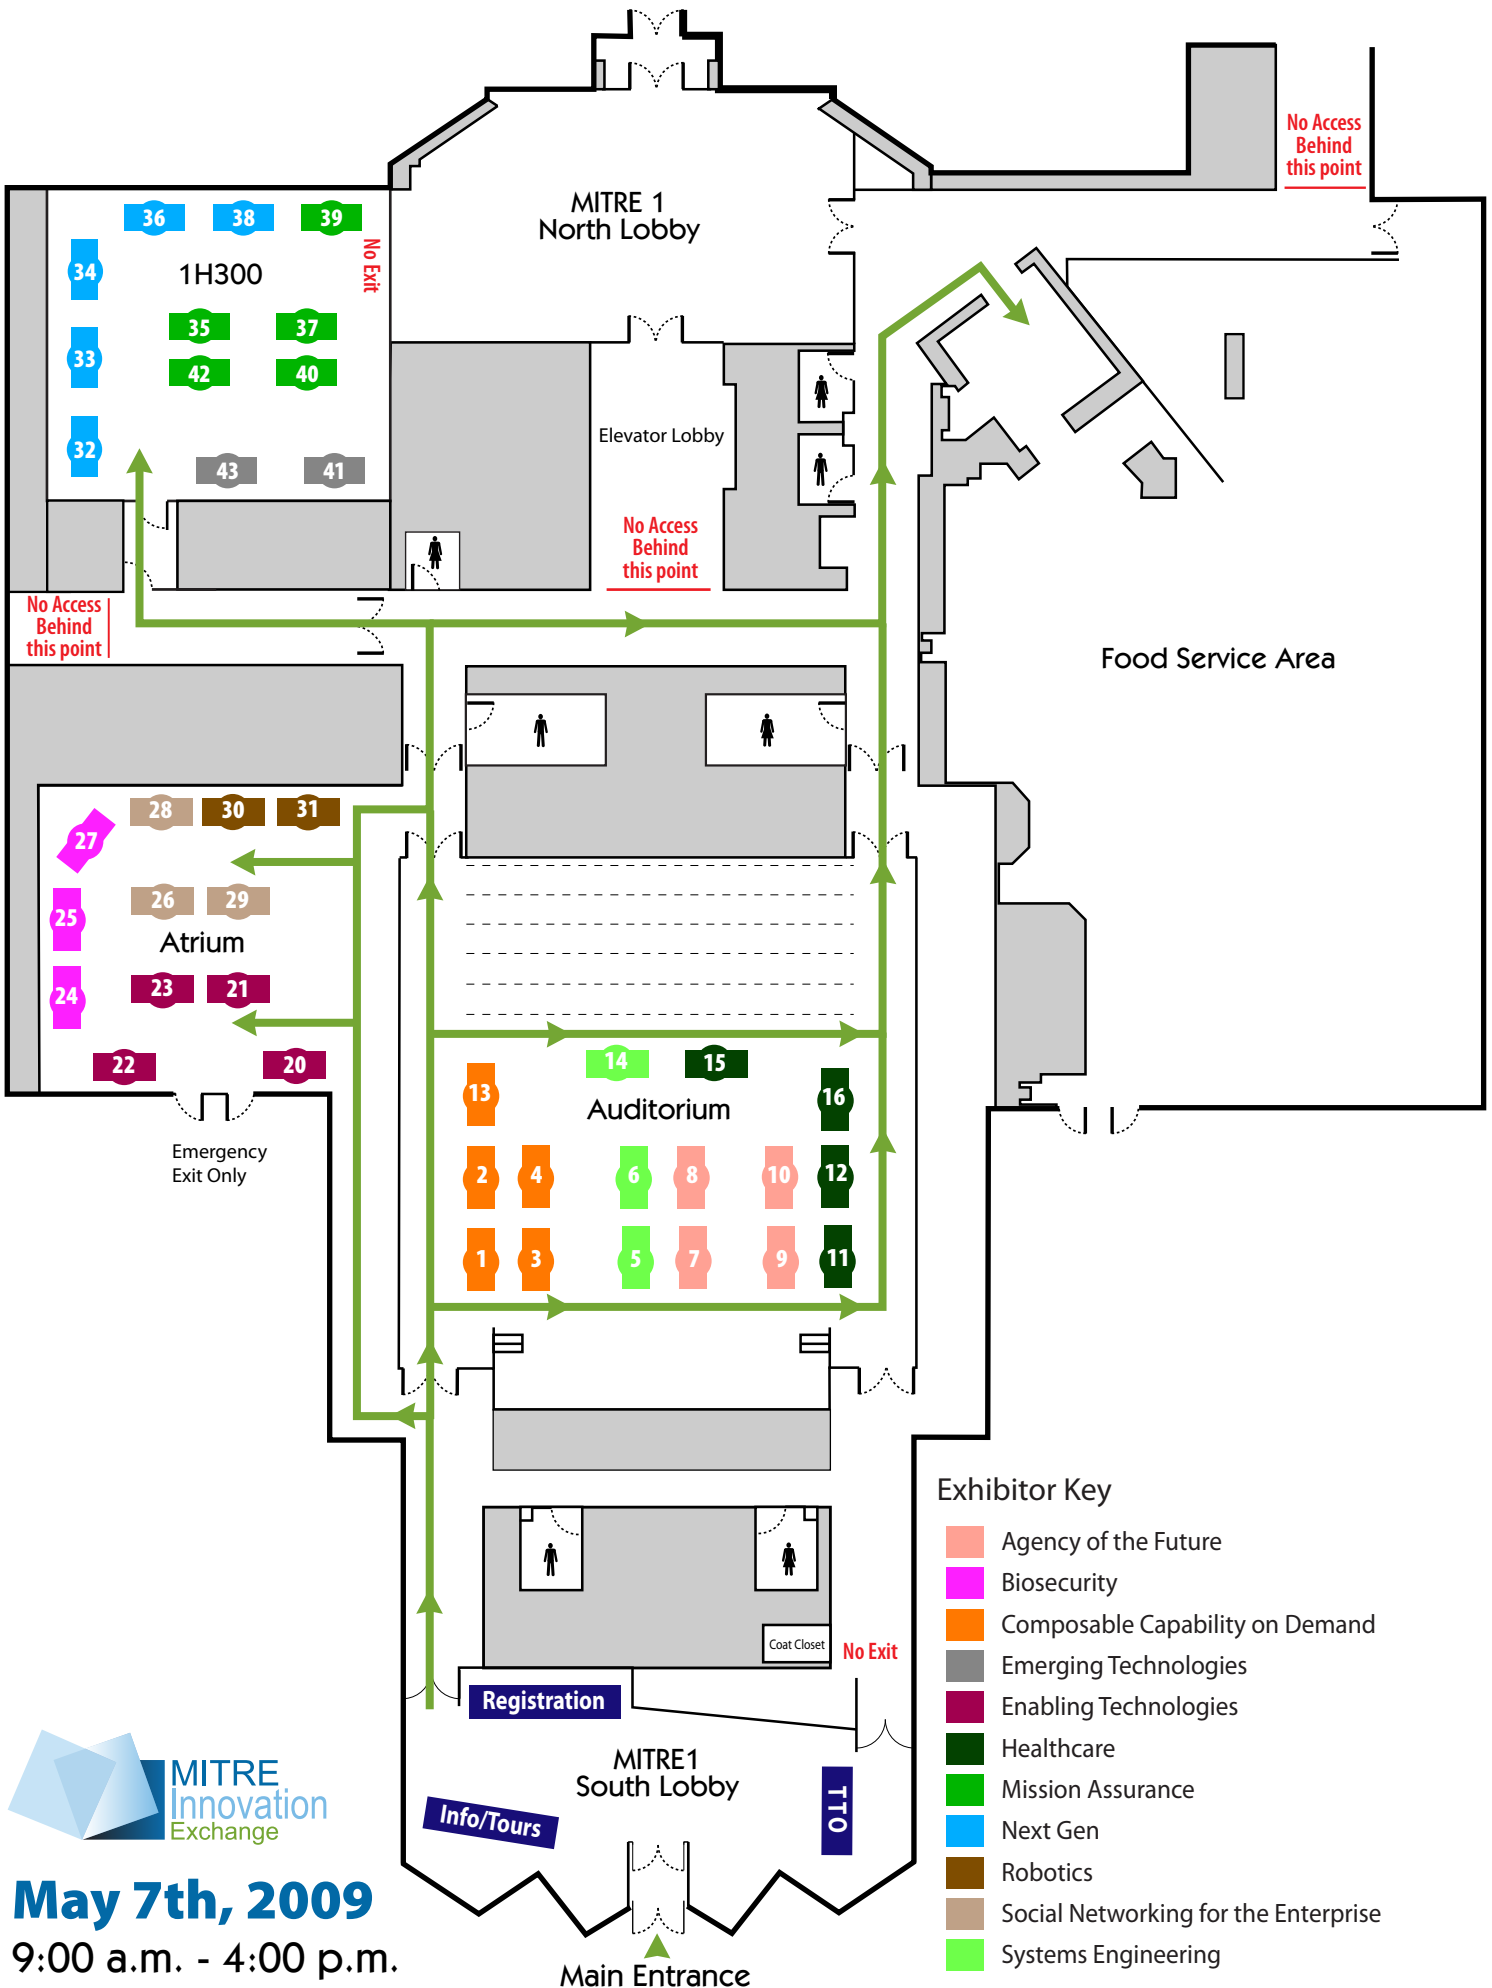 No Access
Behind
this point
MITRE 1
North Lobby
36
38
39
No Exit
34
1H300
35
37
33
42
40
32
43
41
Elevator Lobby
No Access
Behind
this point
No Access
Behind
this point
Food Service Area
28
30
31
27
26
29
25
Atrium
23
21
24
22
20
Emergency
Exit Only
14
15
13
16
Auditorium
2
4
6
8
10
12
1
3
5
7
9
11
Coat Closet
No Exit
Registration
MITRE1
South Lobby
Info/Tours
TTO
Main Entrance
Exhibitor Key
Agency of the Future
Biosecurity
Composable Capability on Demand
Emerging Technologies
Enabling Technologies
Healthcare
Mission Assurance
Next Gen
Robotics
Social Networking for the Enterprise
Systems Engineering
MITRE
Innovation
Exchange
May 7th, 2009
9:00 a.m. - 4:00 p.m.